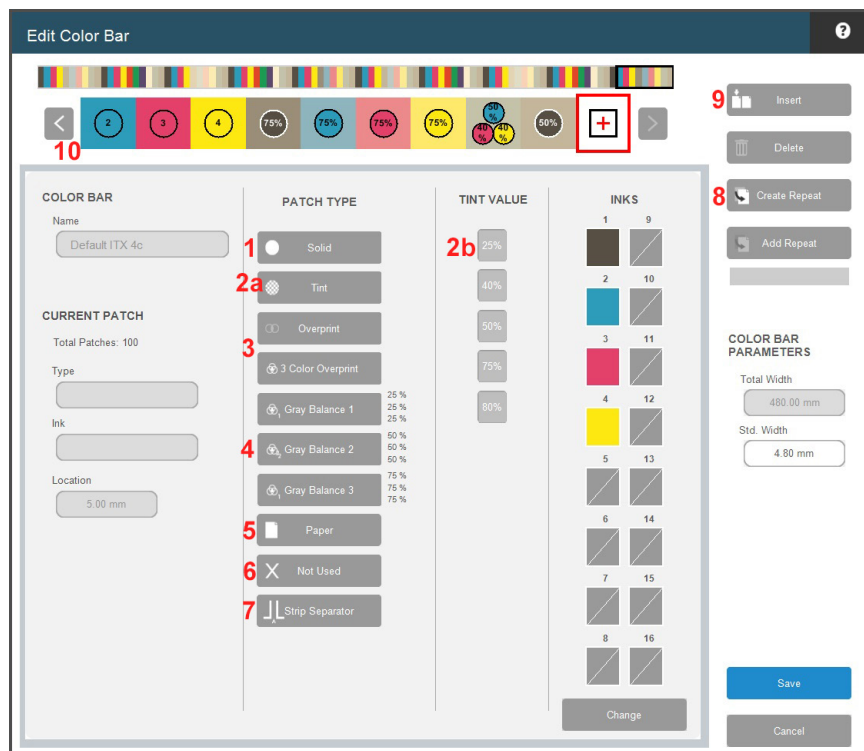 Edit Color Bar
?
2
3
4
75%
75%
75%
75%
50
%
40
%
40
%
50%
+
10
9
Insert
Delete
8
Create Repeat
Add Repeat
COLOR BAR
Name
Default ITX 4c
CURRENT PATCH
Total Patches: 100
Type
Ink
Location
5.00 mm
PATCH TYPE
1
Solid
2a
Tint
Overprint
3
3 Color Overprint
Gray Balance 1
25 %
25 %
25 %
4
Gray Balance 2
50 %
50 %
50 %
Gray Balance 3
75 %
75 %
75 %
5
Paper
6
Not Used
7
Strip Separator
TINT VALUE
2b
25%
40%
50%
75%
80%
INKS
1 9
2 10
3 11
4 12
5 13
6 14
7 15
8 16
Change
COLOR BAR
PARAMETERS
Total Width
480.00 mm
Std. Width
4.80 mm
Save
Cancel